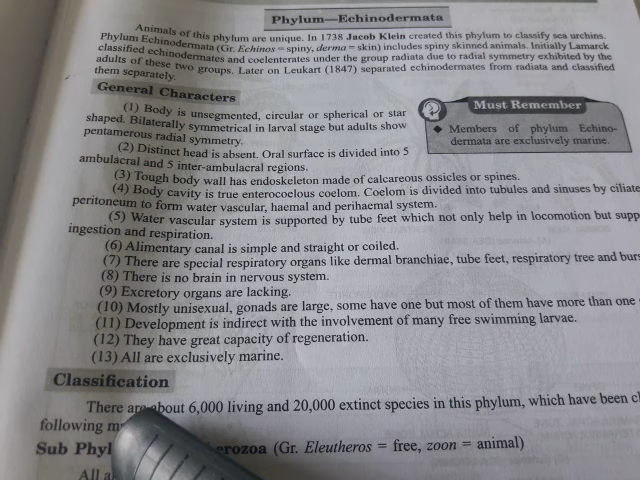 Phylum—Echinodermata
Animals of this phylum are unique. In 1738 Jacob Klein created this phylum to classify sea urchins.
Phylum Echinodermata (Gr. Echinos = spiny, derma = skin) includes spiny skinned animals. Initially Lamarck
classified echinodermates and coelenterates under the group radiata due to radial symmetry exhibited by the
adults of these two groups. Later on Leukart (1847) separated echinodermates from radiata and classified
them separately.
General Characters
(1) Body is unsegmented, circular or spherical or star
shaped. Bilaterally symmetrical in larval stage but adults show
pentamerous radial symmetry.
(2) Distinct head is absent. Oral surface is divided into 5
ambulacral and 5 inter-ambulacral regions.
Must Remember
◆ Members of phylum Echino-
dermata are exclusively marine.
(3) Tough body wall has endoskeleton made of calcareous ossicles or spines.
(4) Body cavity is true enterocoelous coelom. Coelom is divided into tubules and sinuses by ciliate
peritoneum to form water vascular, haemal and perihaemal system.
(5) Water vascular system is supported by tube feet which not only help in locomotion but supp
ingestion and respiration.
(6) Alimentary canal is simple and straight or coiled.
(7) There are special respiratory organs like dermal branchiae, tube feet, respiratory tree and burs
(8) There is no brain in nervous system.
(9) Excretory organs are lacking.
(10) Mostly unisexual, gonads are large, some have one but most of them have more than one
(11) Development is indirect with the involvement of many free swimming larvae.
(12) They have great capacity of regeneration.
(13) All are exclusively marine.
Classification
There are about 6,000 living and 20,000 extinct species in this phylum, which have been cl
following m
Sub Phyl erozoa (Gr. Eleutheros = free, zoon = animal)
All a